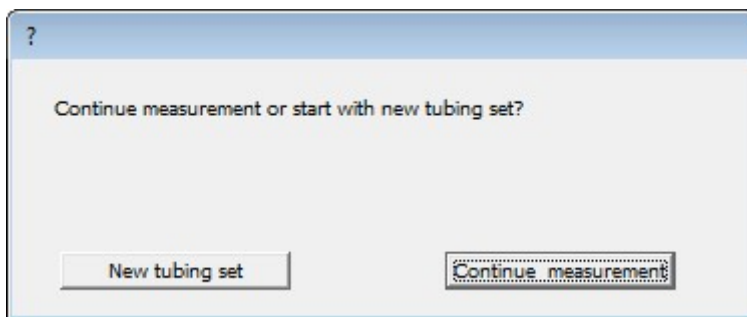 ?
Continue measurement or start with new tubing set?
New tubing set
Continue measurement